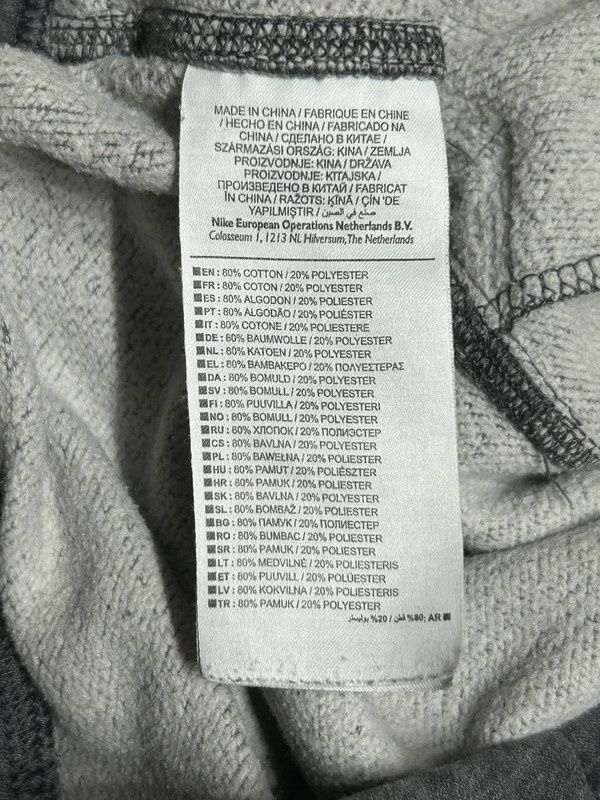 MADE IN CHINA / FABRIQUE EN CHINE
/ HECHO EN CHINA / FABRICADO NA
CHINA / СДЕЛАНО В КИТАЕ /
SZÁRMAZÁSI ORSZÁG: KINA / ZEMLJA
PROIZVODNJE: KINA / DRŽAVA
PROIZVODNJE: KITAJSKA /
ПРОИЗВЕДЕНО В КИТАЙ / FABRICAT
ÎN CHINA / RAŽOTS: ĶĪNĀ / ÇİN 'DE
YAPILMIŞTIR / صنع في الصين
Nike European Operations Netherlands B.V.
Colosseum 1, 1213 NL Hilversum,The Netherlands
EN : 80% COTTON / 20% POLYESTER
FR : 80% COTON / 20% POLYESTER
ES : 80% ALGODON / 20% POLIÉSTER
PT : 80% ALGODÃO / 20% POLIÉSTER
IT : 80% COTONE / 20% POLIESTERE
DE : 80% BAUMWOLLE / 20% POLYESTER
NL : 80% KATOEN / 20% POLYESTER
EL : 80% ΒΑΜΒΑΚΕΡΟ / 20% ΠΟΛΥΕΣΤΕΡΑΣ
DA : 80% BOMULD / 20% POLYESTER
SV : 80% BOMULL / 20% POLYESTER
FI : 80% PUUVILLA / 20% POLYESTERI
NO : 80% BOMULL / 20% POLYESTER
RU : 80% ХЛОПОК / 20% ПОЛИЭСТЕР
CS : 80% BAVLNA / 20% POLYESTER
PL : 80% BAWEŁNA / 20% POLIESTER
HU : 80% PAMUT / 20% POLIÉSZTER
HR : 80% PAMUK / 20% POLIESTER
SK : 80% BAVLNA / 20% POLYESTER
SL : 80% BOMBAŽ / 20% POLIESTER
BG : 80% ПАМУК / 20% ПОЛИЕСТЕР
RO : 80% BUMBAC / 20% POLIESTER
SR : 80% PAMUK / 20% POLIESTER
LT : 80% MEDVILNĖ / 20% POLIESTERIS
ET : 80% PUUVILL / 20% POLÜESTER
LV : 80% KOKVILNA / 20% POLIESTERIS
TR : 80% PAMUK / 20% POLYESTER
AR :80% قطن / 20% بوليستر